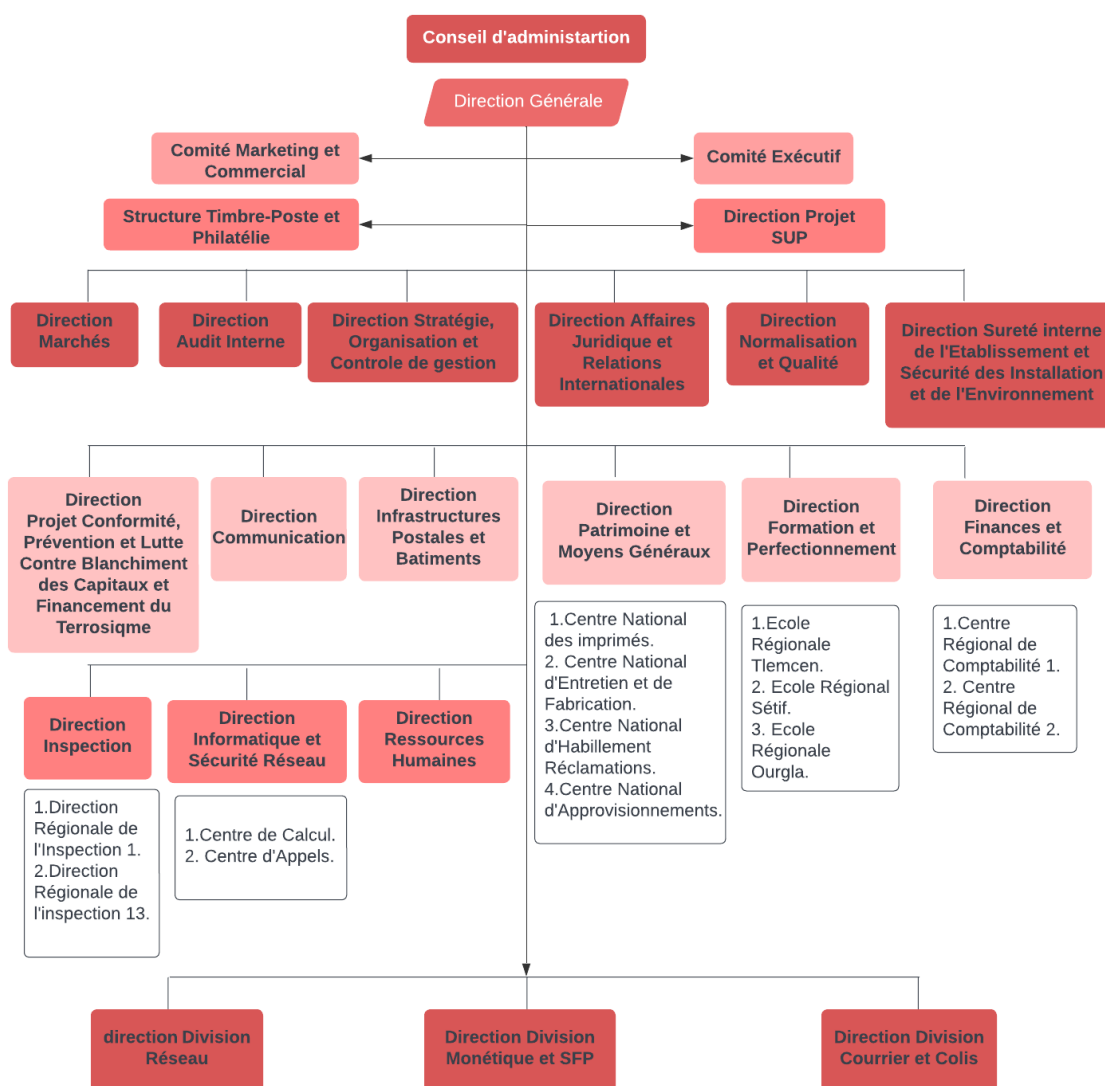 Conseil d'administartion
Direction Générale
Comité Marketing et
Commercial
Comité Exécutif
Structure Timbre-Poste et
Philatélie
Direction Projet
SUP
Direction
Marchés
Direction
Audit Interne
Direction Stratégie,
Organisation et
Controle de gestion
Direction Affaires
Juridique et
Relations
Internationales
Direction
Normalisation
et Qualité
Direction Sureté interne
de l'Etablissement et
Sécurité des Installation
et de l'Environnement
Direction
Projet Conformité,
Prévention et Lutte
Contre Blanchiment
des Capitaux et
Financement du
Terrosiqme
Direction
Communication
Direction
Infrastructures
Postales et
Batiments
Direction
Patrimoine et
Moyens Généraux
Direction
Formation et
Perfectionnement
Direction
Finances et
Comptabilité
1.Centre National
des imprimés.
2. Centre National
d'Entretien et de
Fabrication.
3.Centre National
d'Habillement
Réclamations.
4.Centre National
d'Approvisionnements.
1.Ecole
Régionale
Tlemcen.
2. Ecole Régional
Sétif.
3. Ecole
Régionale
Ourgla.
1.Centre
Régional de
Comptabilité 1.
2. Centre
Régional de
Comptabilité 2.
Direction
Inspection
Direction
Informatique et
Sécurité Réseau
Direction
Ressources
Humaines
1.Direction
Régionale de
l'Inspection 1.
2.Direction
Régionale de
l'inspection 13.
1.Centre de Calcul.
2. Centre d'Appels.
direction Division
Réseau
Direction Division
Monétique et SFP
Direction Division
Courrier et Colis